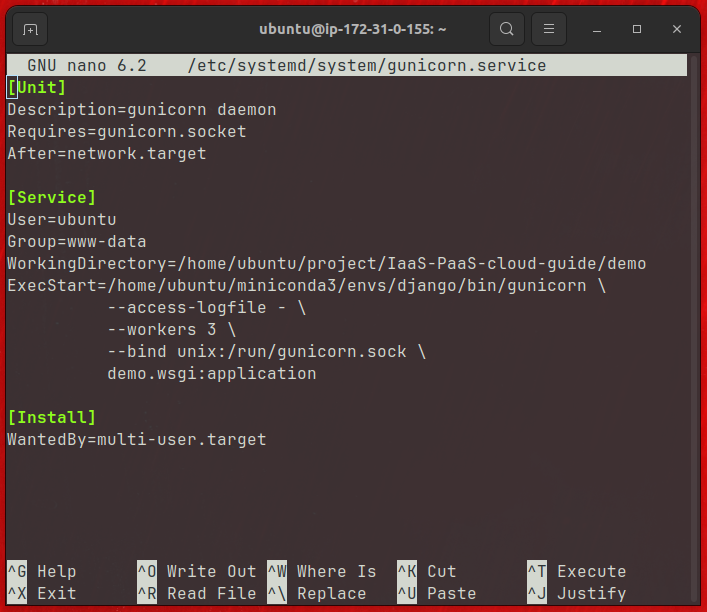 ubuntu@ip-172-31-0-155: ~
GNU nano 6.2 /etc/systemd/system/gunicorn.service
[Unit]
Description=gunicorn daemon
Requires=gunicorn.socket
After=network.target
[Service]
User=ubuntu
Group=www-data
WorkingDirectory=/home/ubuntu/project/IaaS-PaaS-cloud-guide/demo
ExecStart=/home/ubuntu/miniconda3/envs/django/bin/gunicorn \
--access-logfile - \
--workers 3 \
--bind unix:/run/gunicorn.sock \
demo.wsgi:application
[Install]
WantedBy=multi-user.target
^G Help ^O Write Out ^W Where Is ^K Cut ^T Execute
^X Exit ^R Read File ^\ Replace ^U Paste ^J Justify